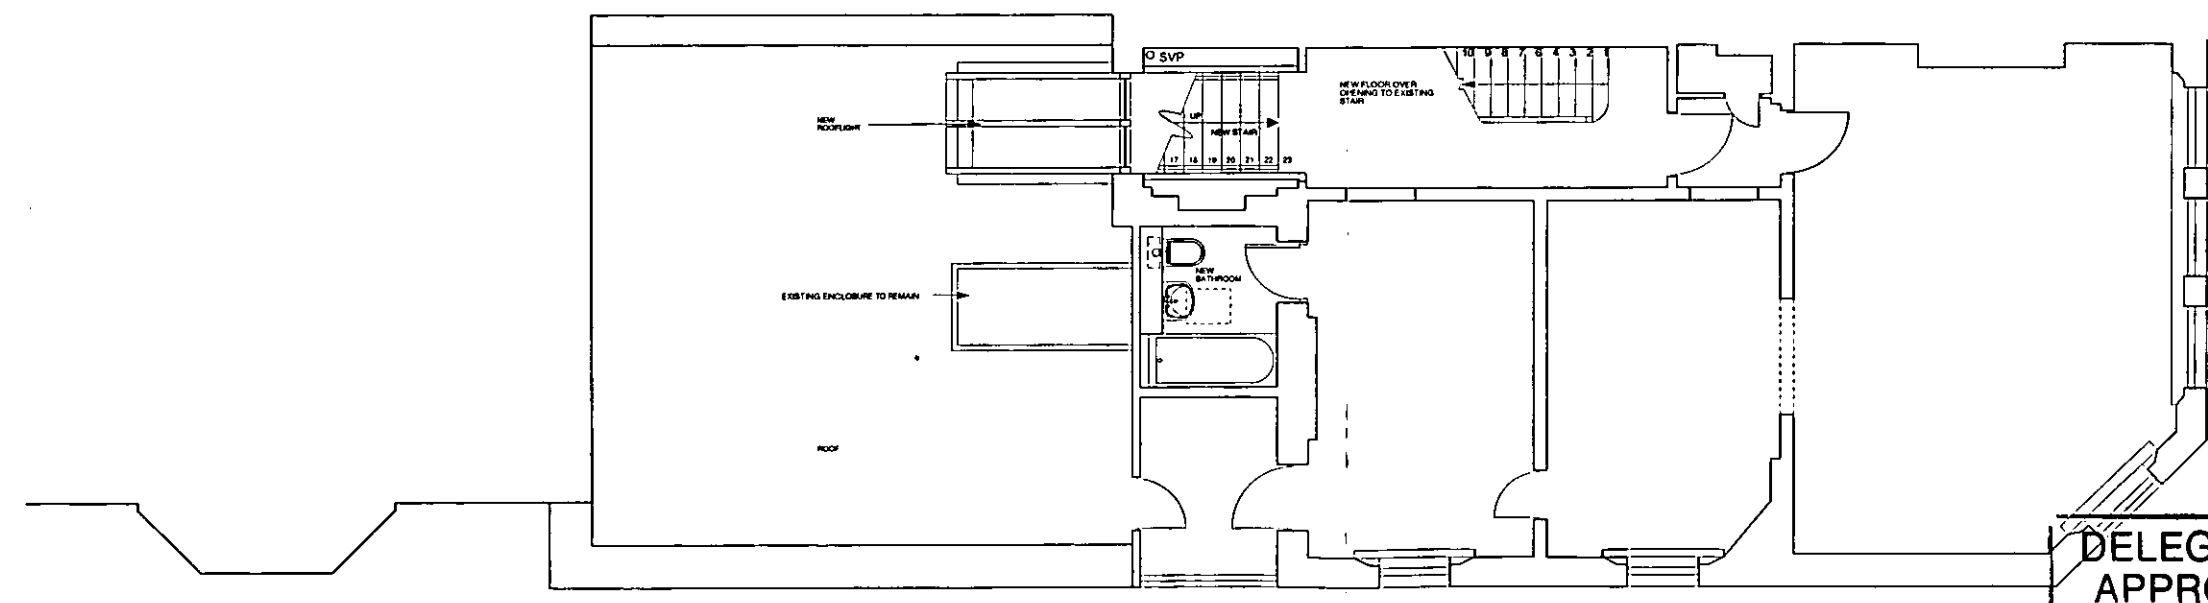 SVP
10 9 8 7 6 4 3 2 1
NEW FLOOR OVER
OPENING TO EXISTING
STAIR
NEW
ROOFLIGHT
UP
NEW STAIR
17 18 19 20 21 22 23
NEW
BATHROOM
EXISTING ENCLOSURE TO REMAIN
ROOF
DELEG
APPRO